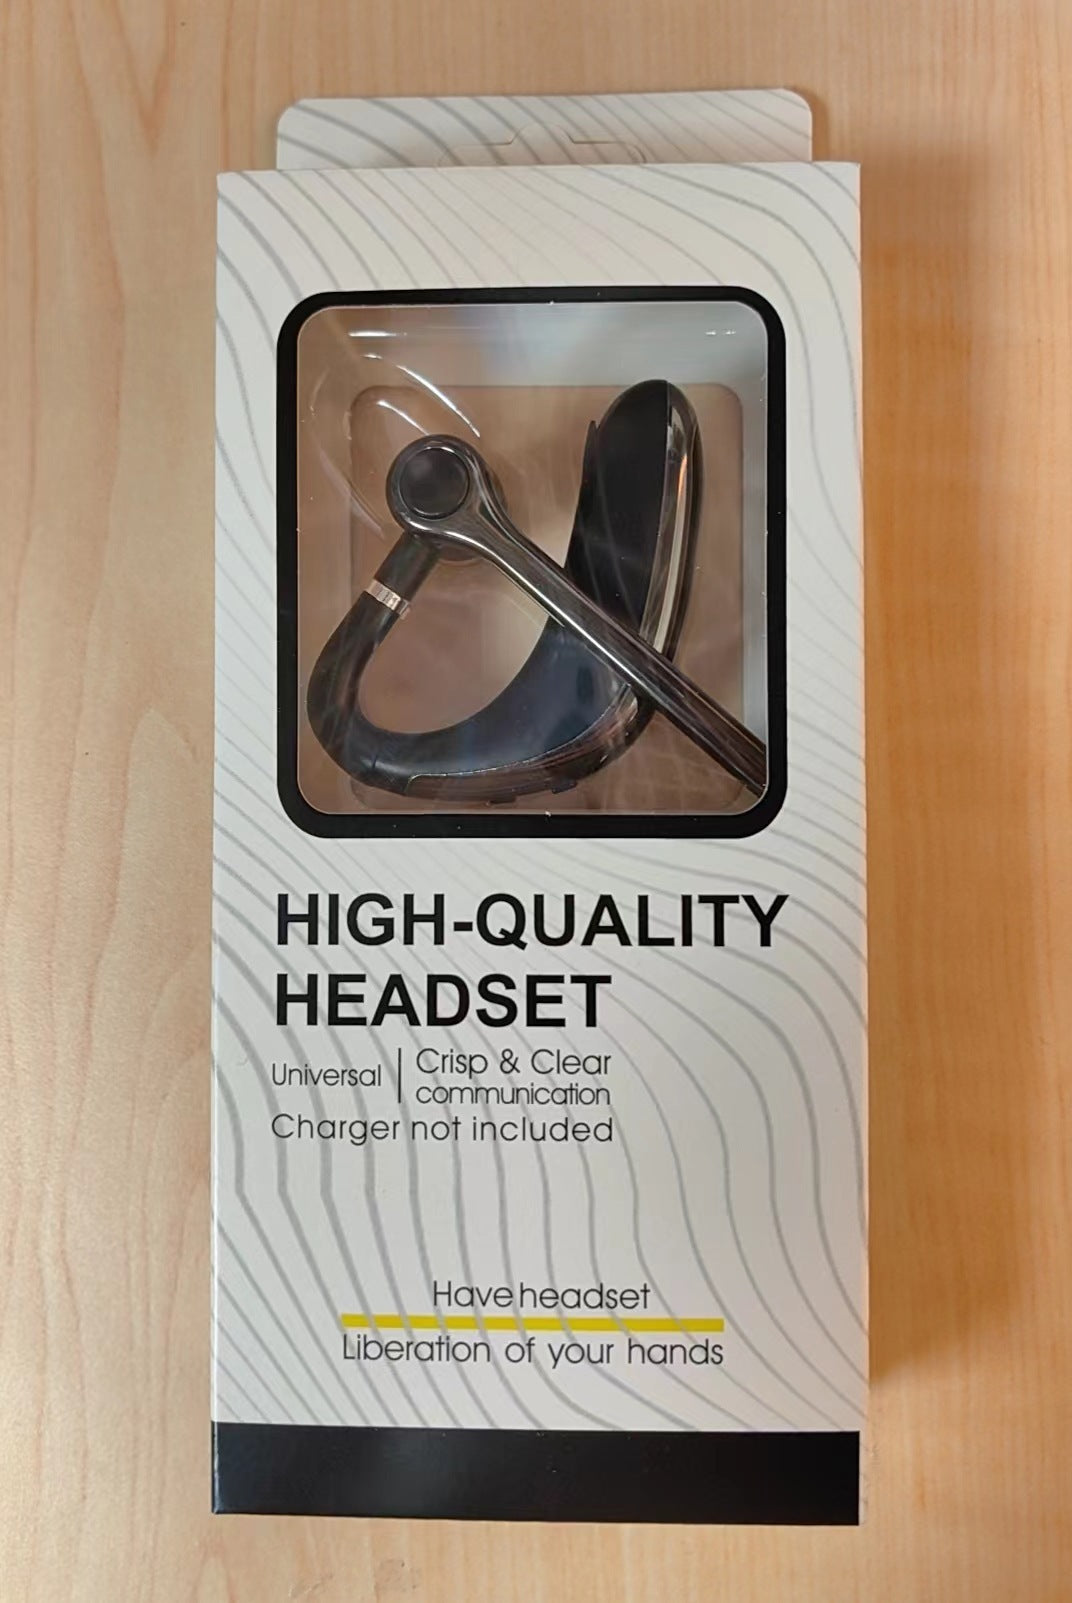 HIGH-QUALITY
HEADSET
Universal
Crisp & Clear
communication
Charger not included
Have headset
Liberation of your hands